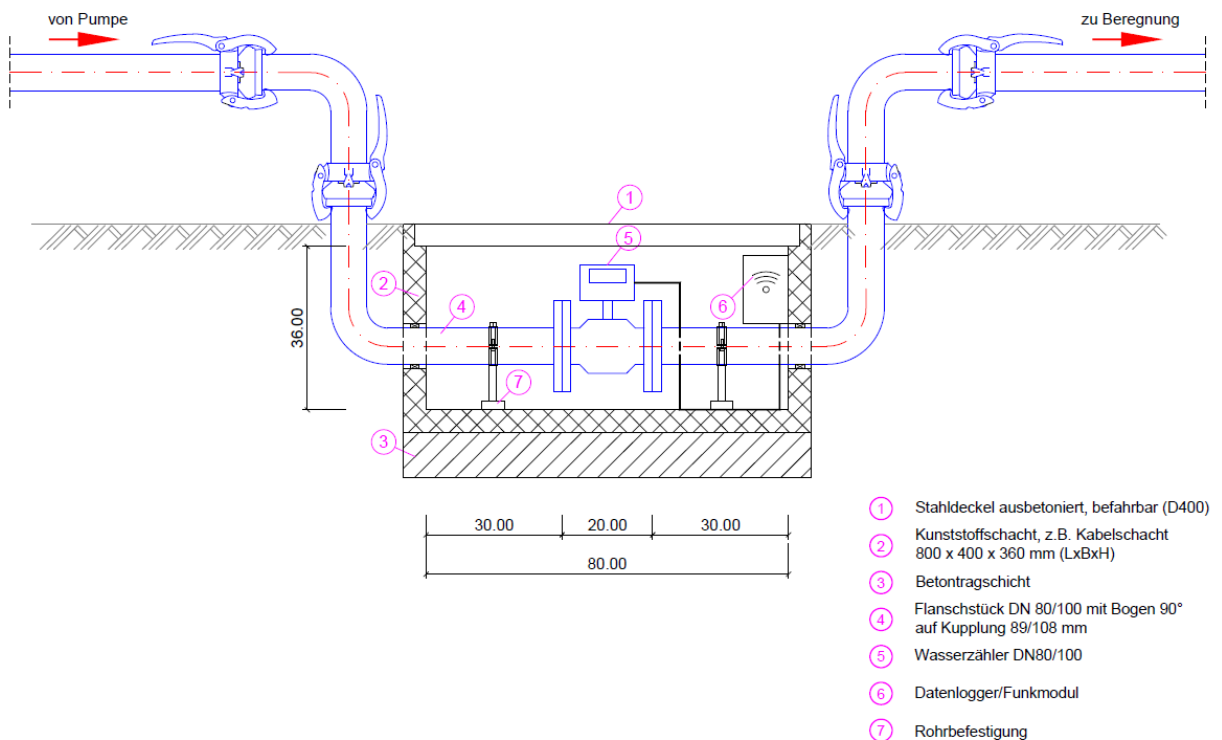 von Pumpe
zu Beregnung
1
5
2
4
6
36.00
7
3
30.00
20.00
30.00
80.00
1 Stahldeckel ausbetoniert, befahrbar (D400)
2 Kunststoffschacht, z.B. Kabelschacht
800 x 400 x 360 mm (LxBxH)
3 Betontragschicht
4 Flanschstück DN 80/100 mit Bogen 90°
auf Kupplung 89/108 mm
5 Wasserzähler DN80/100
6 Datenlogger/Funkmodul
7 Rohrbefestigung